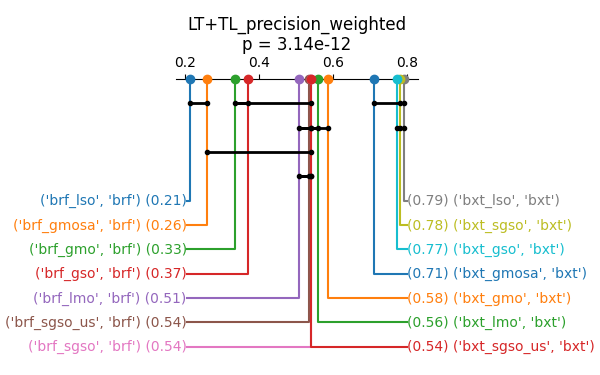 LT+TL_precision_weighted
p = 3.14e-12
0.2 0.4 0.6 0.8
('brf_lso', 'brf') (0.21)
('brf_gmosa', 'brf') (0.26)
('brf_gmo', 'brf') (0.33)
('brf_gso', 'brf') (0.37)
('brf_lmo', 'brf') (0.51)
('brf_sgso_us', 'brf') (0.54)
('brf_sgso', 'brf') (0.54)
(0.79) ('bxt_lso', 'bxt')
(0.78) ('bxt_sgso', 'bxt')
(0.77) ('bxt_gso', 'bxt')
(0.71) ('bxt_gmosa', 'bxt')
(0.58) ('bxt_gmo', 'bxt')
(0.56) ('bxt_lmo', 'bxt')
(0.54) ('bxt_sgso_us', 'bxt')